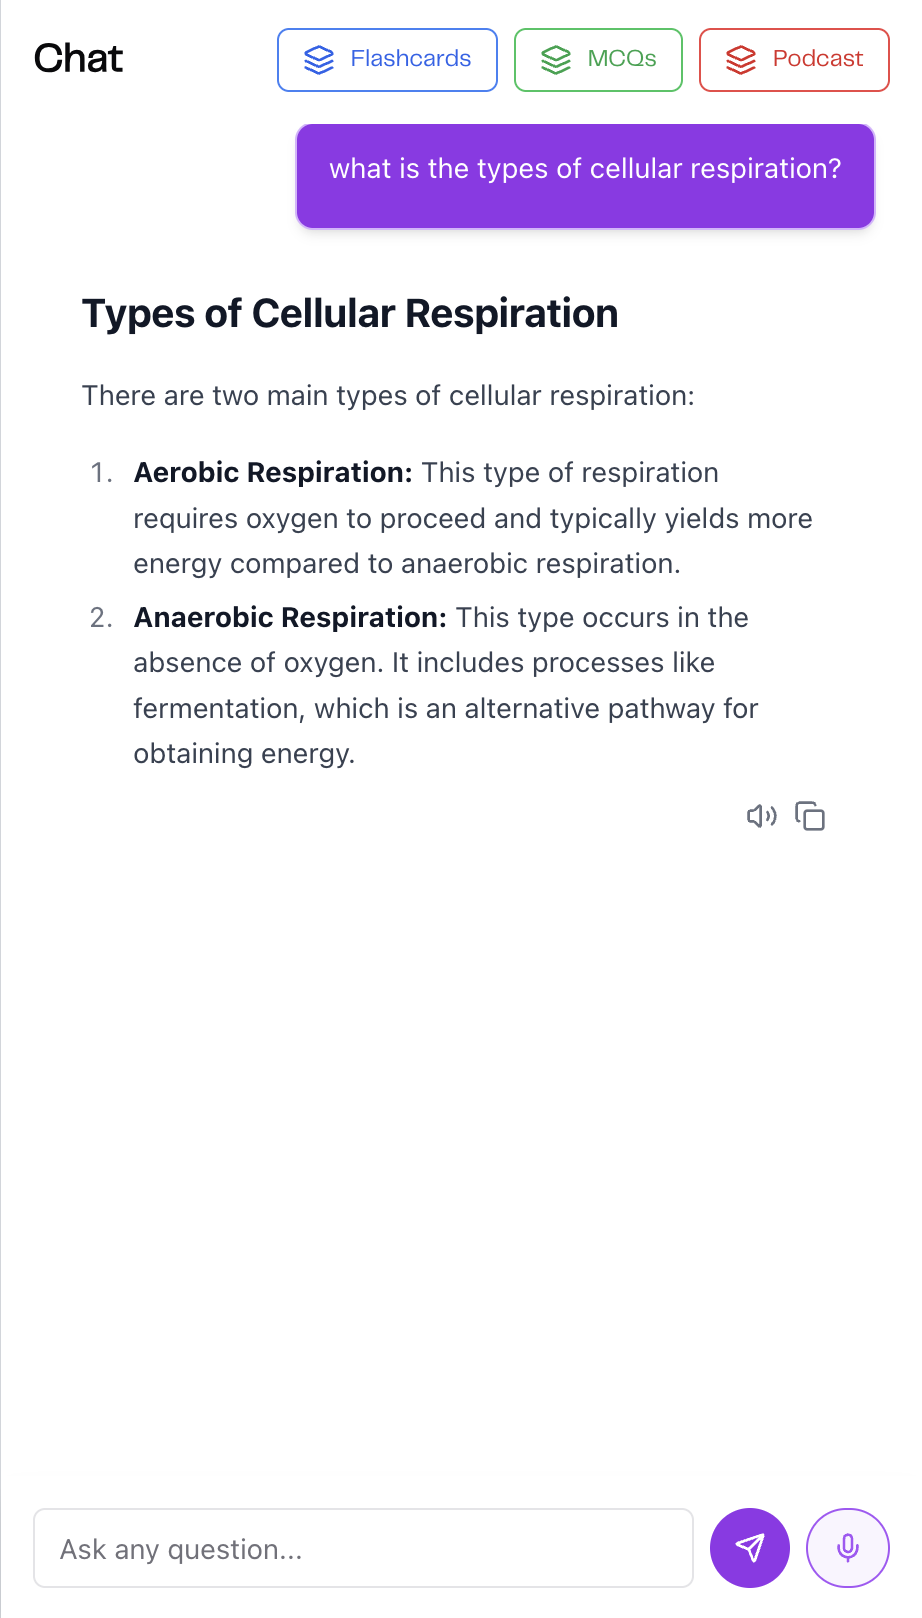 Chat
Flashcards
MCQs
Podcast
what is the types of cellular respiration?
Types of Cellular Respiration
There are two main types of cellular respiration:
1. Aerobic Respiration: This type of respiration
requires oxygen to proceed and typically yields more
energy compared to anaerobic respiration.
2. Anaerobic Respiration: This type occurs in the
absence of oxygen. It includes processes like
fermentation, which is an alternative pathway for
obtaining energy.
Ask any question...